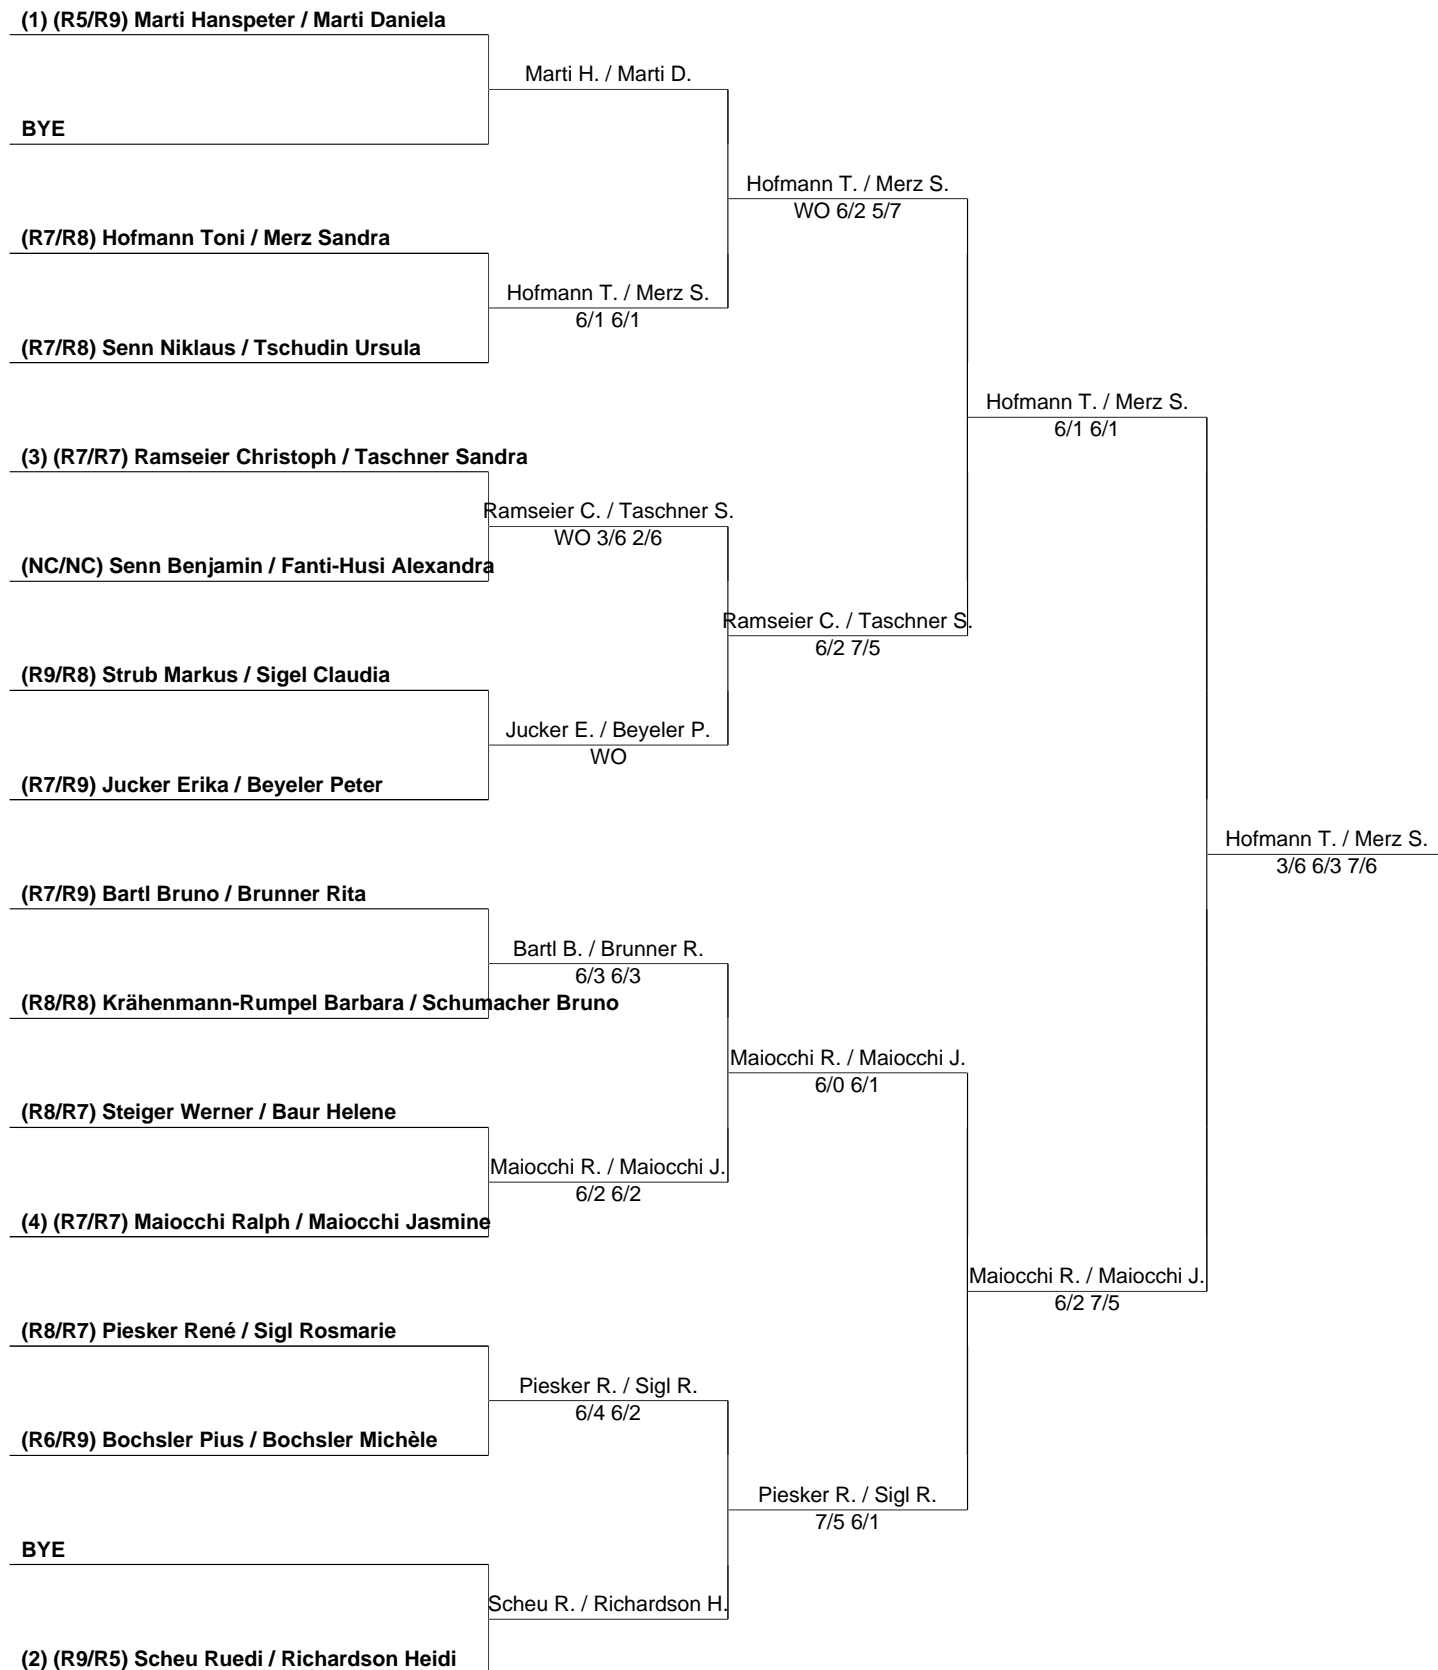 (1) (R5/R9) Marti Hanspeter / Marti Daniela
Marti H. / Marti D.
BYE
Hofmann T. / Merz S.
WO 6/2 5/7
(R7/R8) Hofmann Toni / Merz Sandra
Hofmann T. / Merz S.
6/1 6/1
(R7/R8) Senn Niklaus / Tschudin Ursula
Hofmann T. / Merz S.
6/1 6/1
(3) (R7/R7) Ramseier Christoph / Taschner Sandra
Ramseier C. / Taschner S.
WO 3/6 2/6
(NC/NC) Senn Benjamin / Fanti-Husi Alexandra
Ramseier C. / Taschner S.
6/2 7/5
(R9/R8) Strub Markus / Sigel Claudia
Jucker E. / Beyeler P.
WO
(R7/R9) Jucker Erika / Beyeler Peter
Hofmann T. / Merz S.
3/6 6/3 7/6
(R7/R9) Bartl Bruno / Brunner Rita
Bartl B. / Brunner R.
6/3 6/3
(R8/R8) Krähenmann-Rumpel Barbara / Schumacher Bruno
Maiocchi R. / Maiocchi J.
6/0 6/1
(R8/R7) Steiger Werner / Baur Helene
Maiocchi R. / Maiocchi J.
6/2 6/2
(4) (R7/R7) Maiocchi Ralph / Maiocchi Jasmine
Maiocchi R. / Maiocchi J.
6/2 7/5
(R8/R7) Piesker René / Sigl Rosmarie
Piesker R. / Sigl R.
6/4 6/2
(R6/R9) Bochsler Pius / Bochsler Michèle
Piesker R. / Sigl R.
7/5 6/1
BYE
Scheu R. / Richardson H.
(2) (R9/R5) Scheu Ruedi / Richardson Heidi